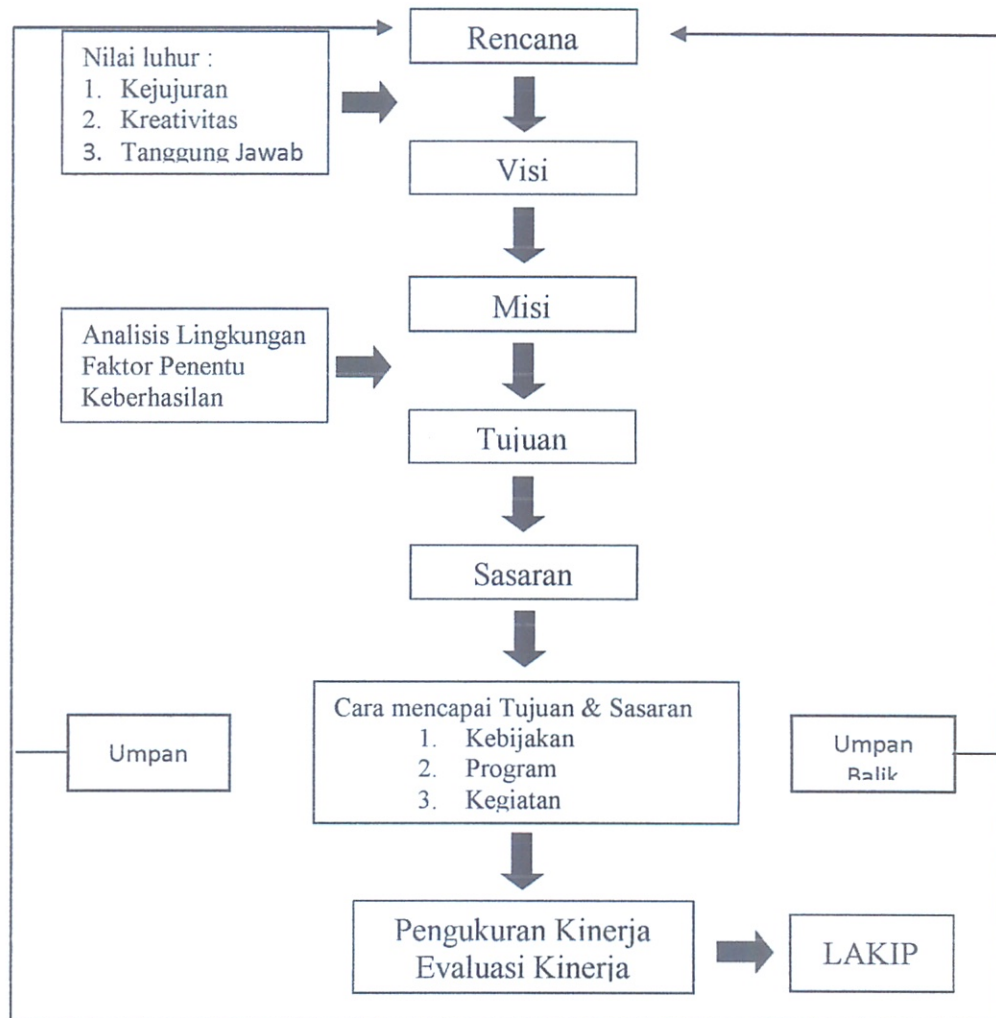 Rencana
Nilai luhur :
1. Kejujuran
2. Kreativitas
3. Tanggung Jawab
Visi
Misi
Analisis Lingkungan
Faktor Penentu
Keberhasilan
Tujuan
Sasaran
Cara mencapai Tujuan & Sasaran
1. Kebijakan
2. Program
3. Kegiatan
Umpan
Umpan
Balik
Pengukuran Kinerja
Evaluasi Kinerja
LAKIP